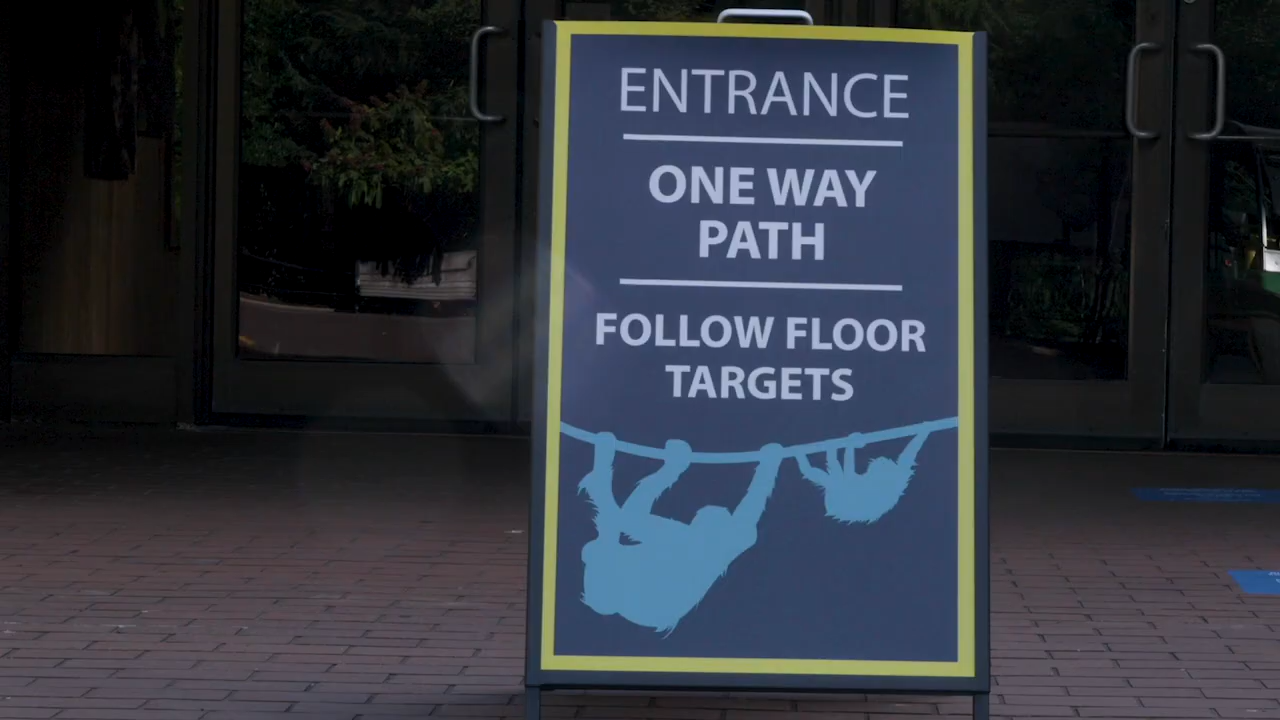 ENTRANCE
ONE WAY
PATH
FOLLOW FLOOR
TARGETS